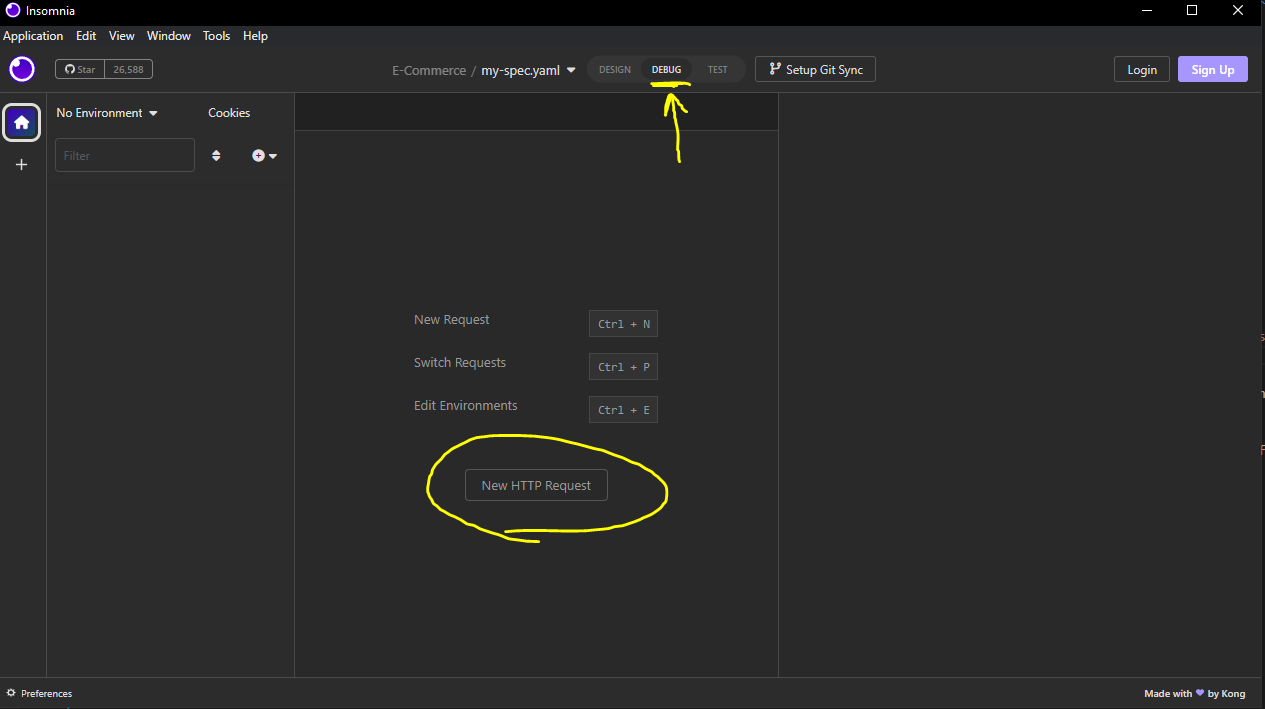 Insomnia
Application Edit View Window Tools Help
Star 26,588 E-Commerce / my-spec.yaml DESIGN DEBUG TEST Setup Git Sync Login Sign Up
No Environment Cookies
Filter
New Request Ctrl + N
Switch Requests Ctrl + P
Edit Environments Ctrl + E
New HTTP Request
Preferences Made with by Kong